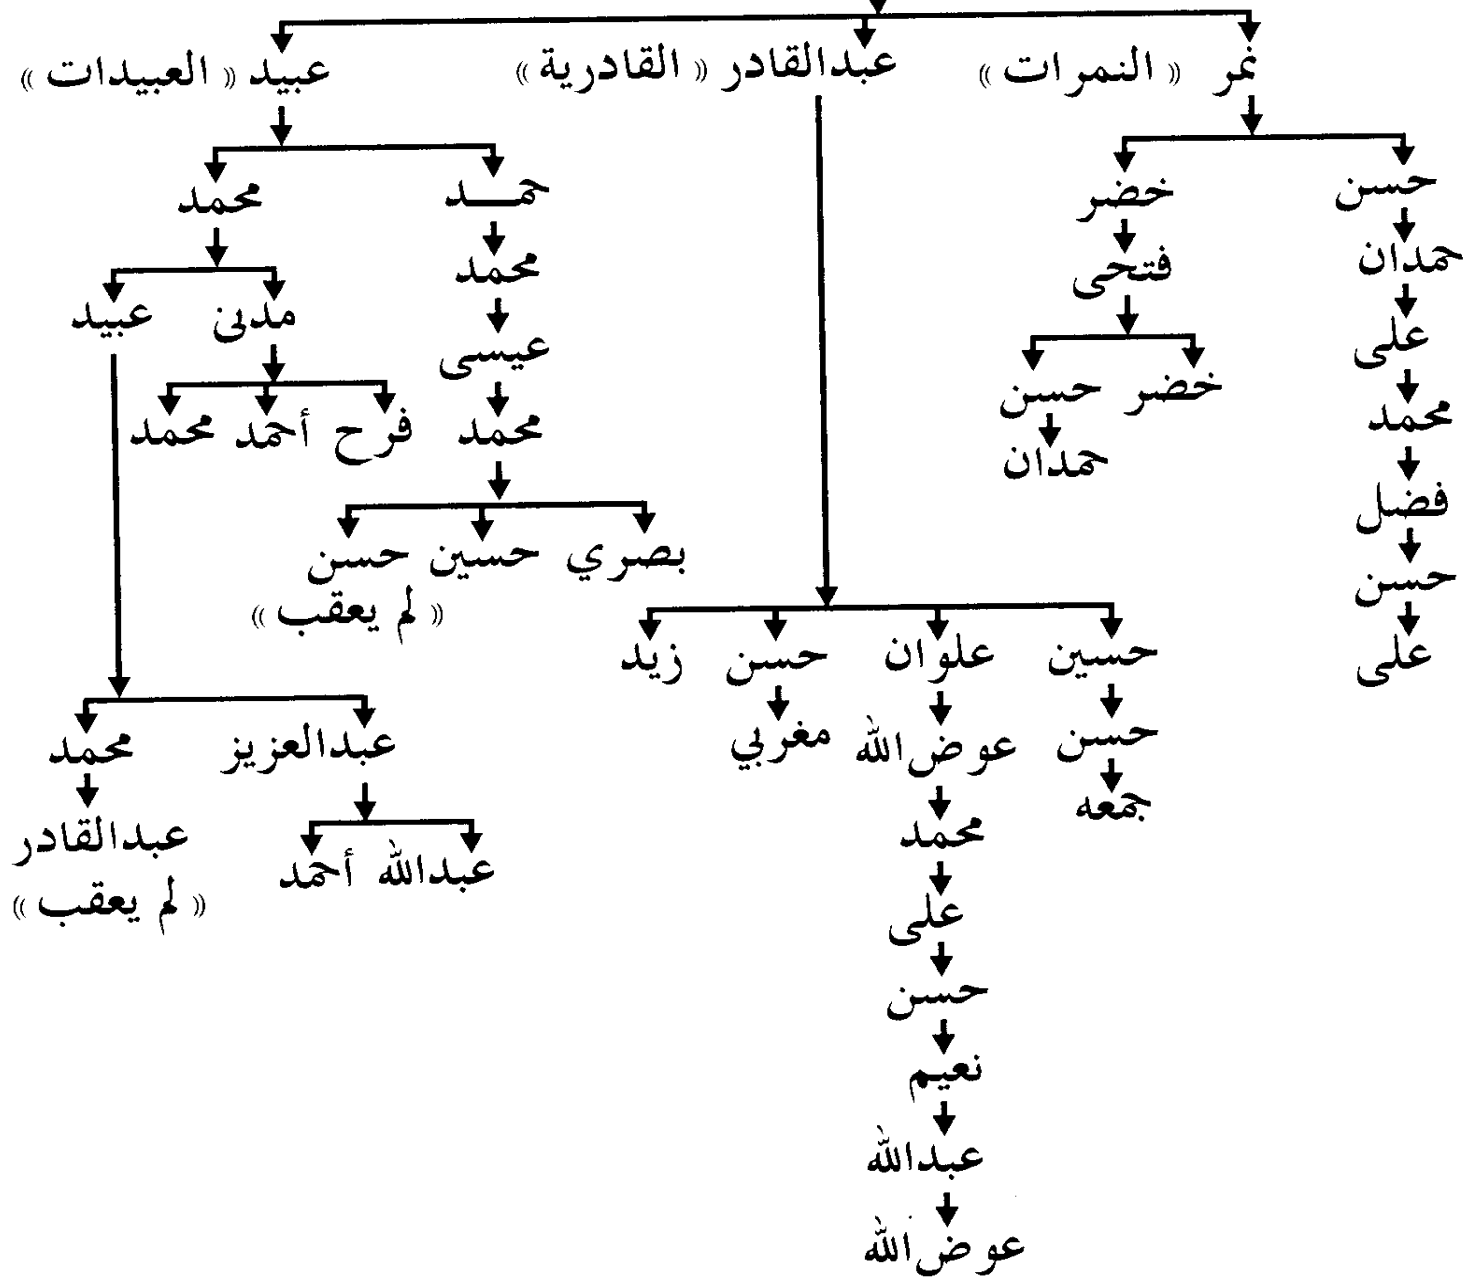 نمر « النمرات » عبدالقادر « القادرية » عبيد « العبيدات »
حسن خضر حمد محمد
حمدان فتحى محمد
على خضر حسن عيسى مدنى عبيد
محمد حمدان محمد فرح أحمد محمد
فضل بصري حسين حسن
حسن « لم يعقب »
على حسين علوان حسن زيد
حسن عوض الله مغربي عبدالعزيز محمد
جمعه محمد عبدالله أحمد عبدالقادر
على « لم يعقب »
حسن
نعيم
عبدالله
عوض الله